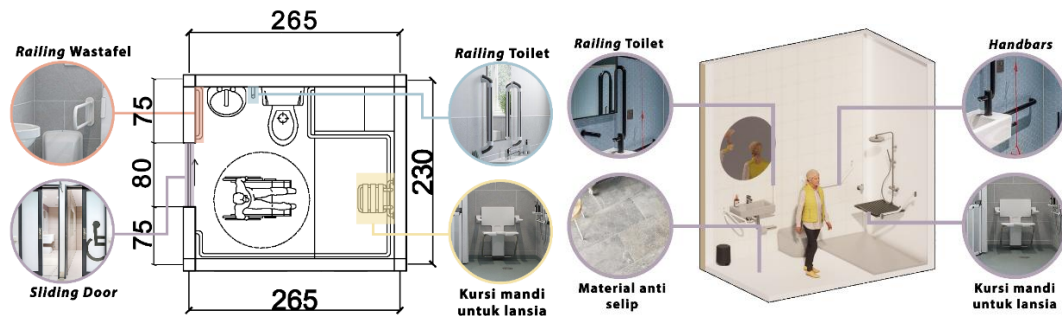 265
Railing Wastafel
Railing Toilet
75
80
75
230
Sliding Door
Kursi mandi
untuk lansia
265
Railing Toilet
Handbars
Material anti
selip
Kursi mandi
untuk lansia